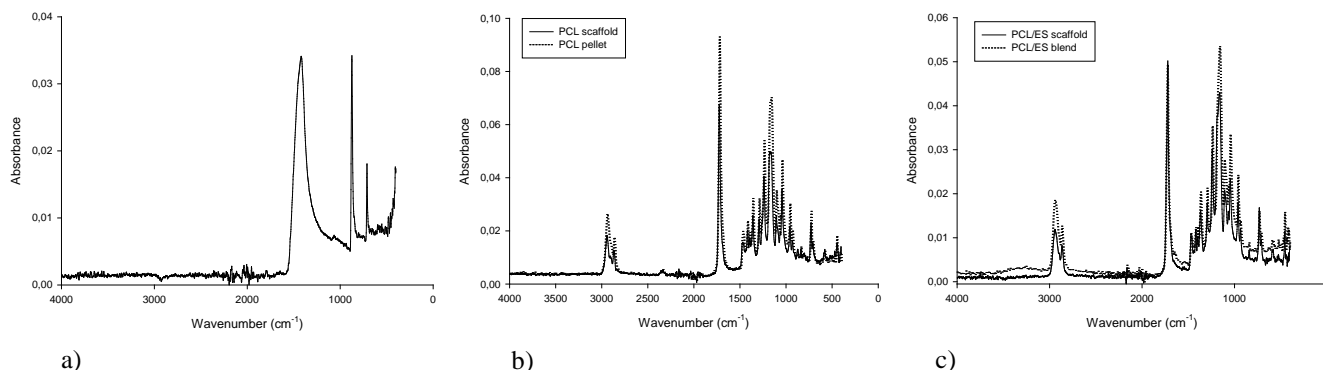 0,04
0,03
0,02
0,01
0,00
Absorbance
4000 3000 2000 1000 0
Wavenumber (cm⁻¹)
a)
0,10
0,08
0,06
0,04
0,02
0,00
Absorbance
PCL scaffold
PCL pellet
4000 3500 3000 2500 2000 1500 1000 500 0
Wavenumber (cm⁻¹)
b)
0,06
0,05
0,04
0,03
0,02
0,01
0,00
Absorbance
PCL/ES scaffold
PCL/ES blend
4000 3000 2000 1000
Wavenumber (cm⁻¹)
c)